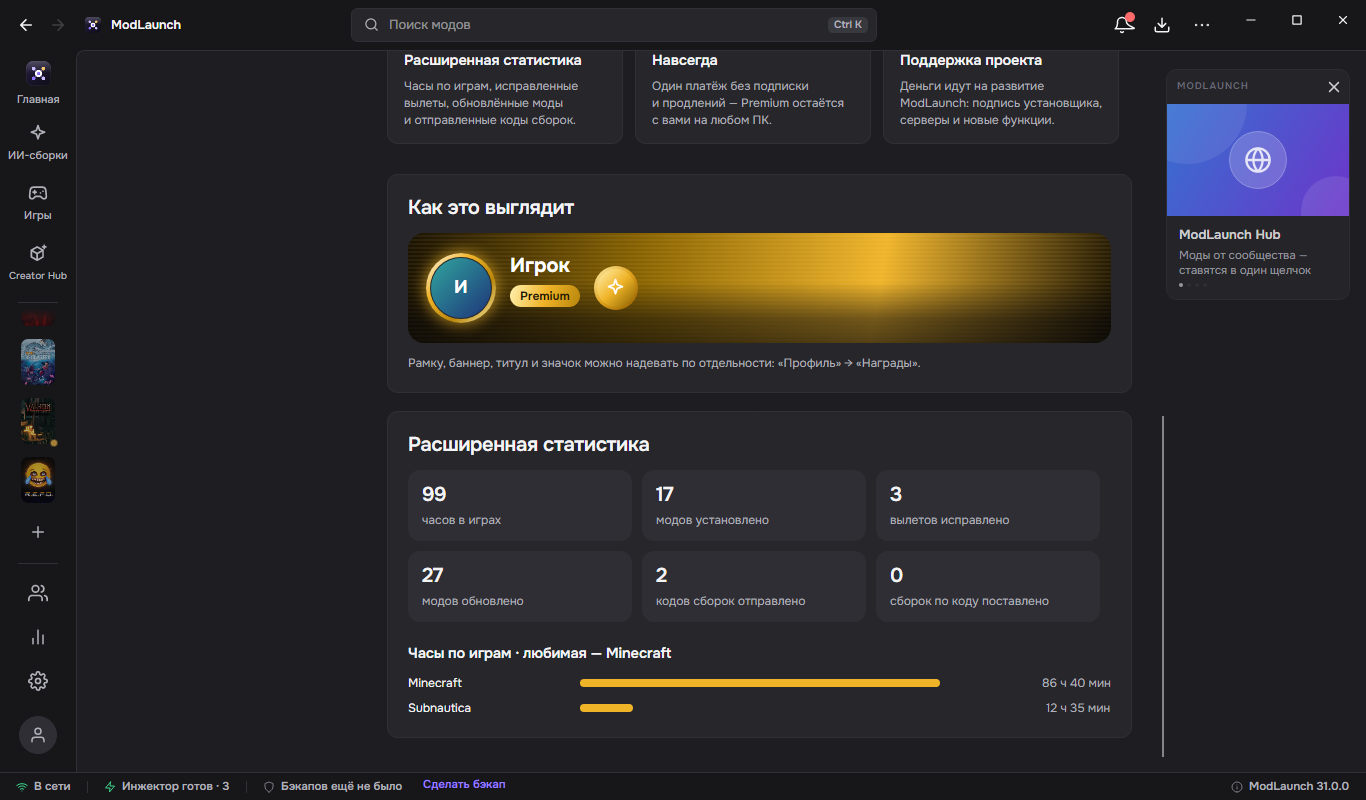 ModLaunch
Поиск модов
Ctrl K
Главная
ИИ-сборки
Игры
Creator Hub
Расширенная статистика
Часы по играм, исправленные
вылеты, обновлённые моды
и отправленные коды сборок.
Навсегда
Один платёж без подписки
и продлений — Premium остаётся
с вами на любом ПК.
Поддержка проекта
Деньги идут на развитие
ModLaunch: подпись установщика,
серверы и новые функции.
MODLAUNCH
ModLaunch Hub
Моды от сообщества —
ставятся в один щелчок
Как это выглядит
И
Игрок
Premium
Рамку, баннер, титул и значок можно надевать по отдельности: «Профиль» → «Награды».
Расширенная статистика
99
часов в играх
17
модов установлено
3
вылетов исправлено
27
модов обновлено
2
кодов сборок отправлено
0
сборок по коду поставлено
Часы по играм · любимая — Minecraft
Minecraft
86 ч 40 мин
Subnautica
12 ч 35 мин
R.E.P.O.
В сети
Инжектор готов · 3
Бэкапов ещё не было
Сделать бэкап
ModLaunch 31.0.0